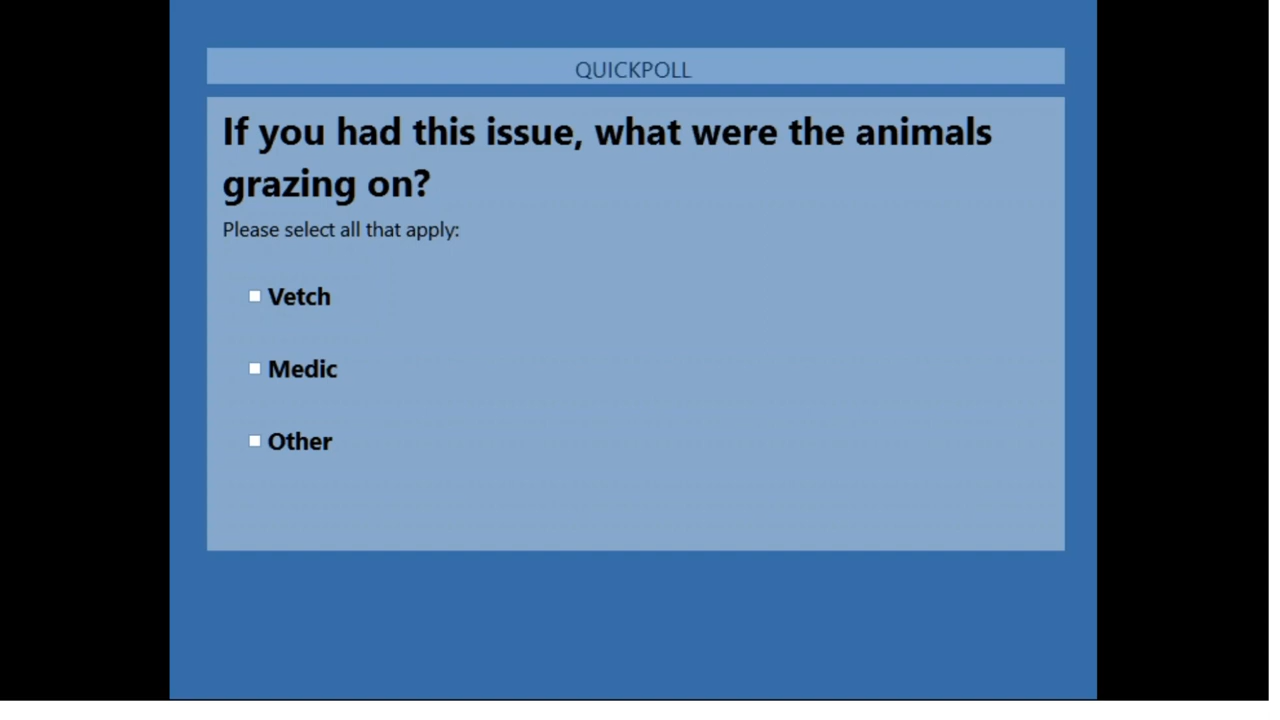 QUICKPOLL
If you had this issue, what were the animals
grazing on?
Please select all that apply:
Vetch
Medic
Other